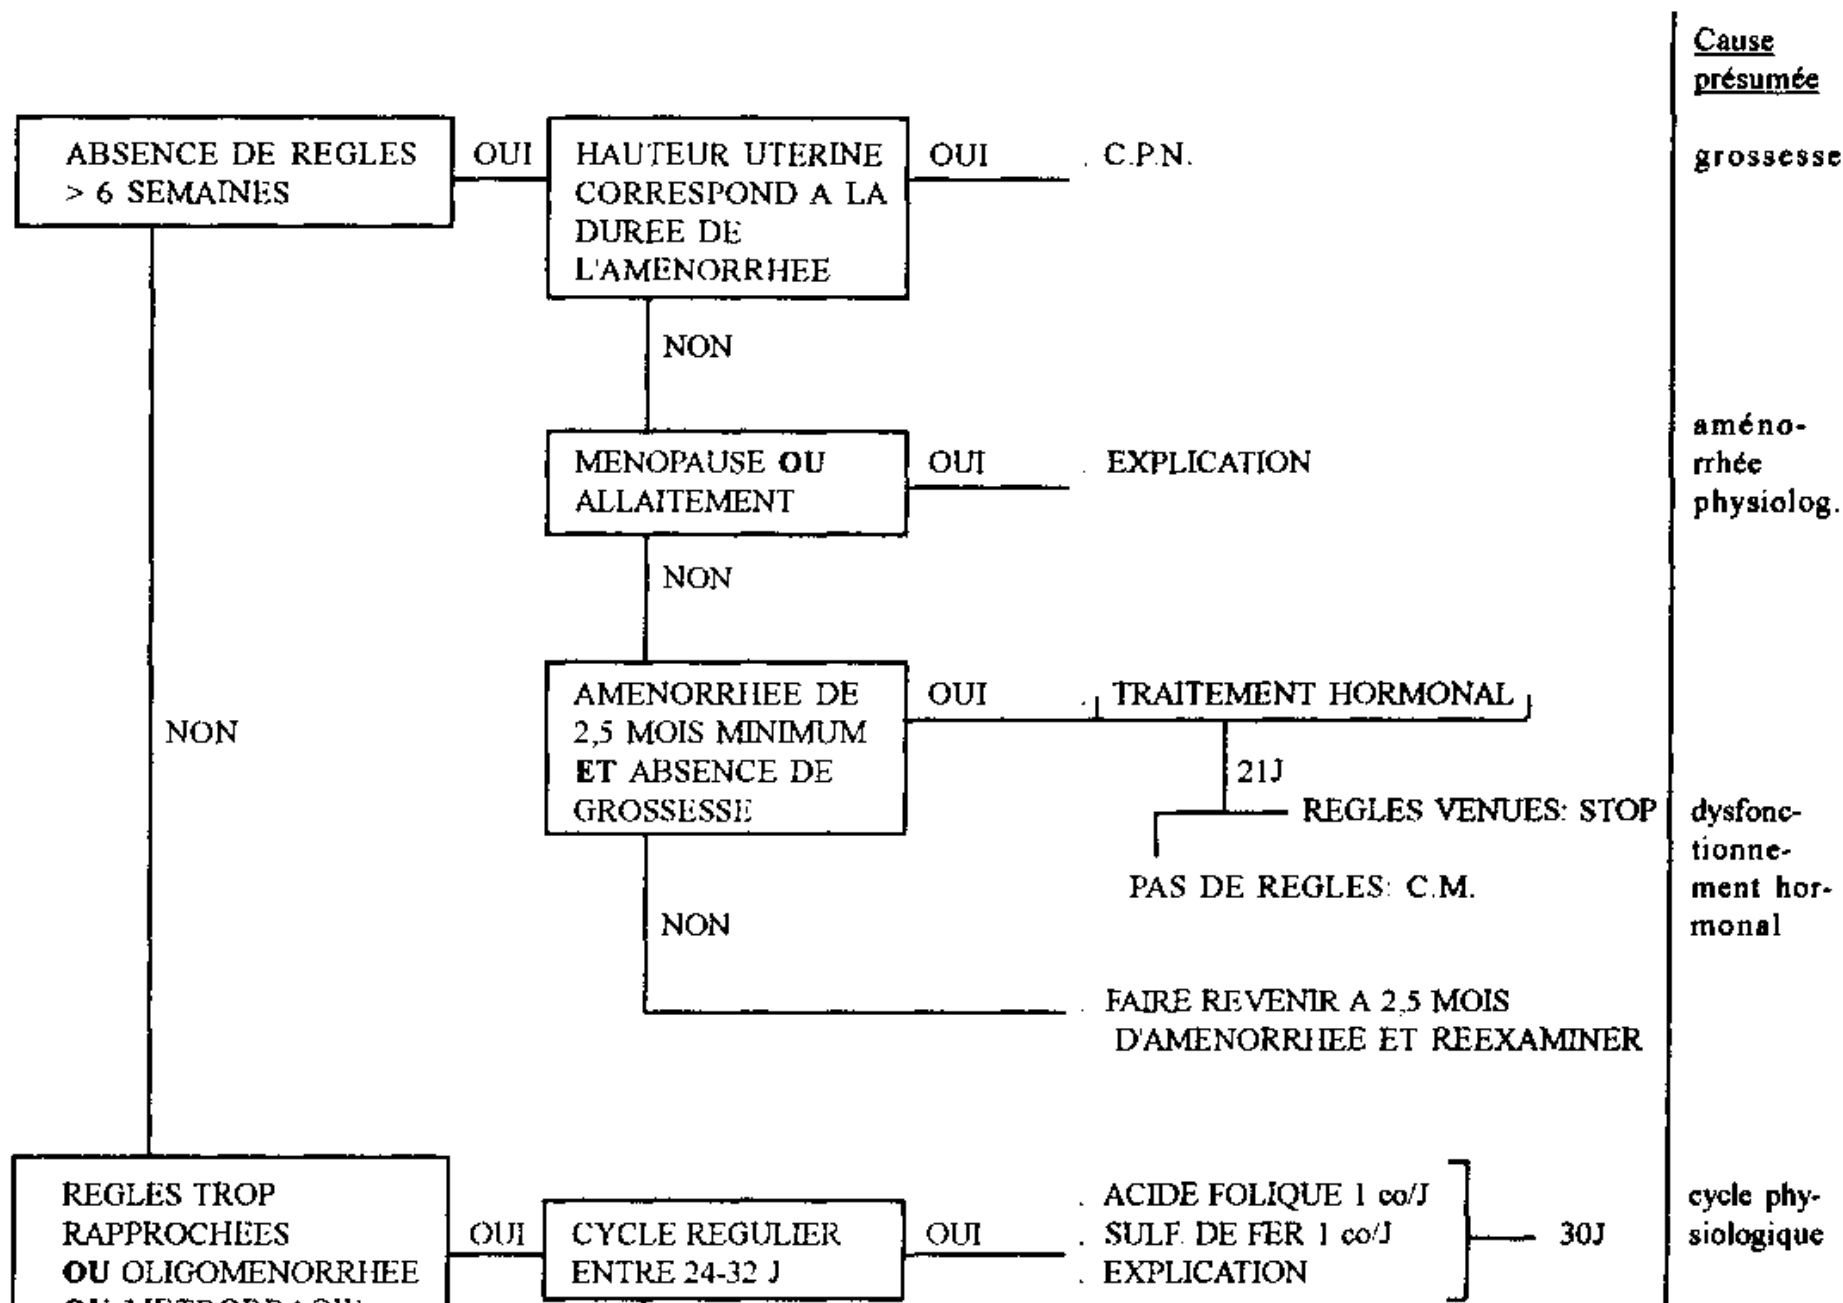 Cause
présumée
ABSENCE DE REGLES
> 6 SEMAINES
OUI
HAUTEUR UTERINE
CORRESPOND A LA
DUREE DE
L'AMENORRHEE
OUI
. C.P.N.
grossesse
NON
MENOPAUSE OU
ALLAITEMENT
OUI
. EXPLICATION
améno-
rrhée
physiolog.
NON
AMENORRHEE DE
2,5 MOIS MINIMUM
ET ABSENCE DE
GROSSESSE
OUI
. TRAITEMENT HORMONAL
21J
REGLES VENUES: STOP
PAS DE REGLES: C.M.
dysfonc-
tionne-
ment hor-
monal
NON
. FAIRE REVENIR A 2,5 MOIS
D'AMENORRHEE ET REEXAMINER
NON
REGLES TROP
RAPPROCHEES
OU OLIGOMENORRHEE
OUI
CYCLE REGULIER
ENTRE 24-32 J
OUI
. ACIDE FOLIQUE 1 co/J
. SULF. DE FER 1 co/J
. EXPLICATION
30J
cycle phy-
siologique